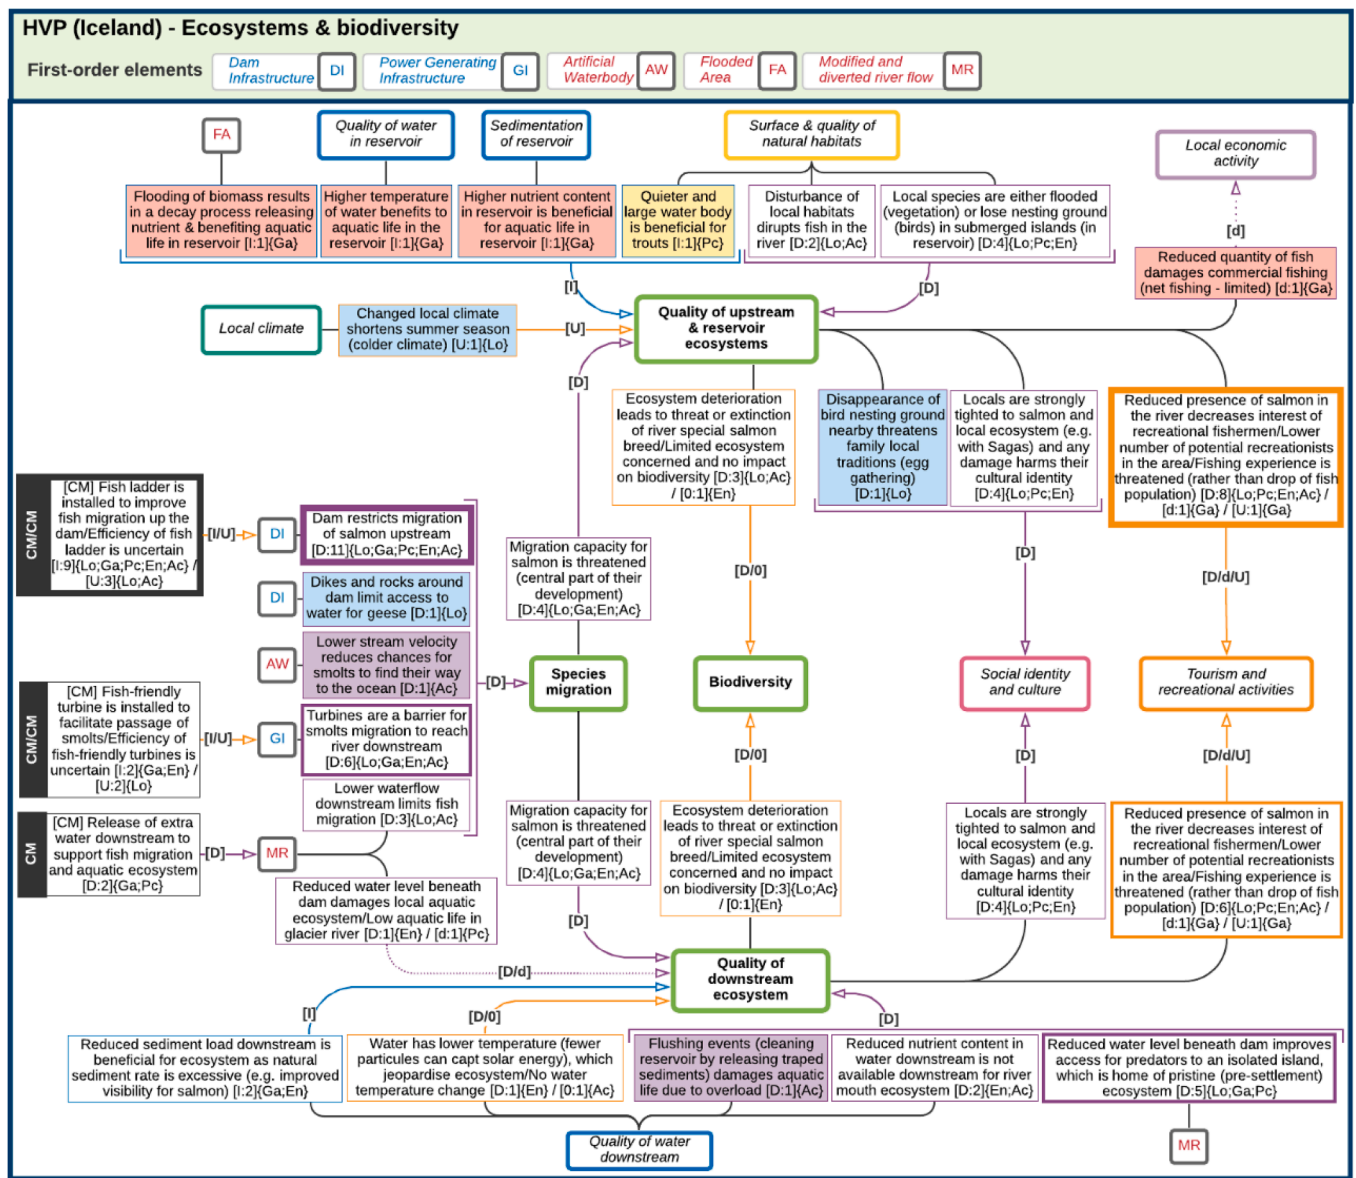 HVP (Iceland) - Ecosystems & biodiversity
First-order elements
Dam
Infrastructure
DI
Power Generating
Infrastructure
GI
Artificial
Waterbody
AW
Flooded
Area
FA
Modified and
diverted river flow
MR
FA
Quality of water
in reservoir
Sedimentation
of reservoir
Surface & quality of
natural habitats
Local economic
activity
Flooding of biomass results
in a decay process releasing
nutrient & benefiting aquatic
life in reservoir [I:1]{Ga}
Higher temperature
of water benefits to
aquatic life in the
reservoir [I:1]{Ga}
Higher nutrient content
in reservoir is beneficial
for aquatic life in
reservoir [I:1]{Ga}
Quieter and
large water body
is beneficial for
trouts [I:1]{Pc}
Disturbance of
local habitats
dirupts fish in the
river [D:2]{Lo;Ac}
Local species are either flooded
(vegetation) or lose nesting ground
(birds) in submerged islands (in
reservoir) [D:4]{Lo;Pc;En}
[d]
Reduced quantity of fish
damages commercial fishing
(net fishing - limited) [d:1]{Ga}
[I]
[D]
Local climate
Changed local climate
shortens summer season
(colder climate) [U:1]{Lo}
[U]
Quality of upstream
& reservoir
ecosystems
[D]
Ecosystem deterioration
leads to threat or extinction
of river special salmon
breed/Limited ecosystem
concerned and no impact
on biodiversity [D:3]{Lo;Ac}
/ [0:1]{En}
Disappearance of
bird nesting ground
nearby threatens
family local
traditions (egg
gathering)
[D:1]{Lo}
Locals are strongly
tighted to salmon and
local ecosystem (e.g.
with Sagas) and any
damage harms their
cultural identity
[D:4]{Lo;Pc;En}
Reduced presence of salmon in
the river decreases interest of
recreational fishermen/Lower
number of potential recreationists
in the area/Fishing experience is
threatened (rather than drop of fish
population) [D:8]{Lo;Pc;En;Ac} /
[d:1]{Ga} / [U:1]{Ga}
CM/CM
[CM] Fish ladder is
installed to improve
fish migration up the
dam/Efficiency of fish
ladder is uncertain
[I:9]{Lo;Ga;Pc;En;Ac} /
[U:3]{Lo;Ac}
[I/U]
DI
Dam restricts migration
of salmon upstream
[D:11]{Lo;Ga;Pc;En;Ac}
DI
Dikes and rocks around
dam limit access to
water for geese [D:1]{Lo}
AW
Lower stream velocity
reduces chances for
smolts to find their way
to the ocean [D:1]{Ac}
Migration capacity for
salmon is threatened
(central part of their
development)
[D:4]{Lo;Ga;En;Ac}
[D/0]
[D]
[D/d/U]
[D]
Species
migration
Biodiversity
Social identity
and culture
Tourism and
recreational activities
CM/CM
[CM] Fish-friendly
turbine is installed to
facilitate passage of
smolts/Efficiency of
fish-friendly turbines is
uncertain [I:2]{Ga;En} /
[U:2]{Lo}
[I/U]
GI
Turbines are a barrier for
smolts migration to reach
river downstream
[D:6]{Lo;Ga;En;Ac}
Lower waterflow
downstream limits fish
migration [D:3]{Lo;Ac}
[D/0]
[D]
[D/d/U]
CM
[CM] Release of extra
water downstream to
support fish migration
and aquatic ecosystem
[D:2]{Ga;Pc}
[D]
MR
Reduced water level beneath
dam damages local aquatic
ecosystem/Low aquatic life in
glacier river [D:1]{En} / [d:1]{Pc}
Migration capacity for
salmon is threatened
(central part of their
development)
[D:4]{Lo;Ga;En;Ac}
Ecosystem deterioration
leads to threat or extinction
of river special salmon
breed/Limited ecosystem
concerned and no impact
on biodiversity [D:3]{Lo;Ac}
/ [0:1]{En}
Locals are strongly
tighted to salmon and
local ecosystem (e.g.
with Sagas) and any
damage harms their
cultural identity
[D:4]{Lo;Pc;En}
Reduced presence of salmon in
the river decreases interest of
recreational fishermen/Lower
number of potential recreationists
in the area/Fishing experience is
threatened (rather than drop of fish
population) [D:6]{Lo;Pc;En;Ac} /
[d:1]{Ga} / [U:1]{Ga}
[D]
[D/d]
Quality of
downstream
ecosystem
[I]
[D/0]
[D]
Reduced sediment load downstream is
beneficial for ecosystem as natural
sediment rate is excessive (e.g. improved
visibility for salmon) [I:2]{Ga;En}
Water has lower temperature (fewer
particules can capt solar energy), which
jeopardise ecosystem/No water
temperature change [D:1]{En} / [0:1]{Ac}
Flushing events (cleaning
reservoir by releasing traped
sediments) damages aquatic
life due to overload [D:1]{Ac}
Reduced nutrient content in
water downstream is not
available downstream for river
mouth ecosystem [D:2]{En;Ac}
Reduced water level beneath dam improves
access for predators to an isolated island,
which is home of pristine (pre-settlement)
ecosystem [D:5]{Lo;Ga;Pc}
Quality of water
downstream
MR